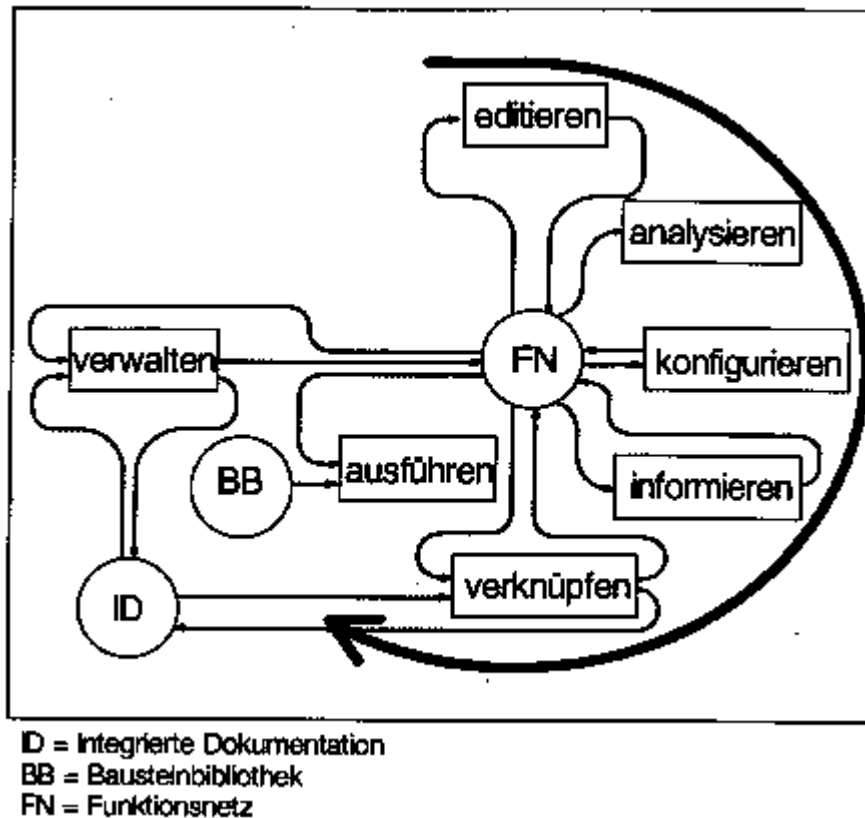 editieren
analysieren
verwalten
FN
konfigurieren
BB
ausführen
informieren
ID
verknüpfen
ID = Integrierte Dokumentation
BB = Bausteinbibliothek
FN = Funktionsnetz